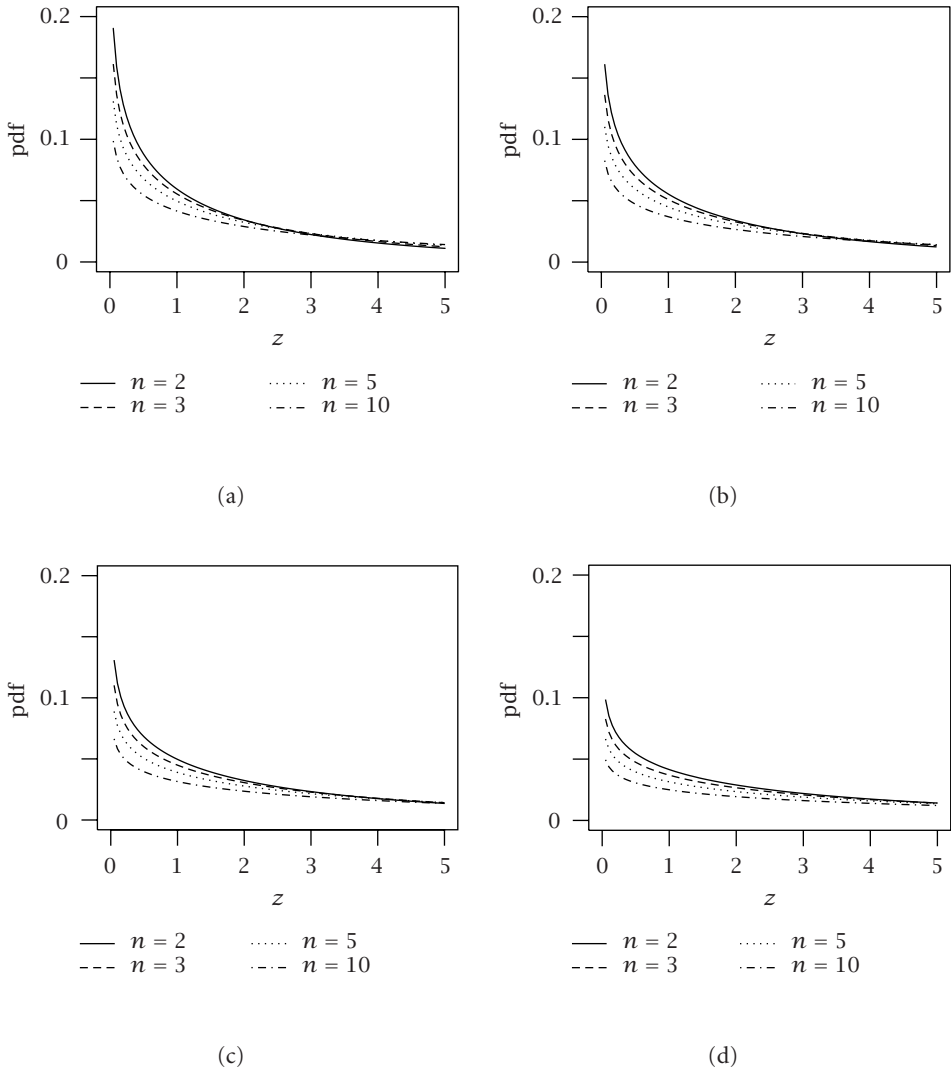 0.2
0.1
0
pdf
0 1 2 3 4 5
z
n = 2 n = 5
n = 3 n = 10
(a)
0.2
0.1
0
pdf
0 1 2 3 4 5
z
n = 2 n = 5
n = 3 n = 10
(b)
0.2
0.1
0
pdf
0 1 2 3 4 5
z
n = 2 n = 5
n = 3 n = 10
(c)
0.2
0.1
0
pdf
0 1 2 3 4 5
z
n = 2 n = 5
n = 3 n = 10
(d)